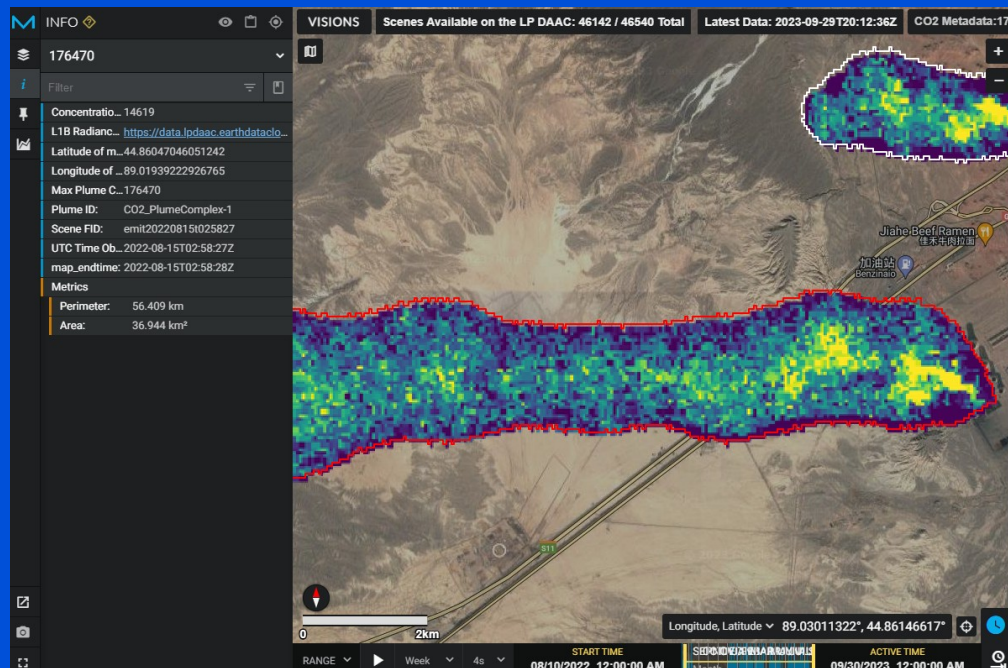 INFO
VISIONS
Scenes Available on the LP DAAC: 46142 / 46540 Total
Latest Data: 2023-09-29T20:12:36Z
CO2 Metadata:17
176470
Filter
Concentratio... 14619
L1B Radianc... https://data.lpdaac.earthdataclo...
Latitude of m... 44.86047046051242
Longitude of ... 89.01939222926765
Max Plume C... 176470
Plume ID: CO2_PlumeComplex-1
Scene FID: emit20220815t025827
UTC Time Ob... 2022-08-15T02:58:27Z
map_endtime: 2022-08-15T02:58:28Z
Metrics
Perimeter: 56.409 km
Area: 36.944 km²
Jiahe Beef Ramen
佳禾牛肉拉面
加油站
Benzinaio
S11
0 2km
Longitude, Latitude 89.03011322°, 44.86146617°
RANGE
Week
4s
START TIME
08/10/2022, 12:00:00 AM
Month
ACTIVE TIME
09/30/2023, 12:00:00 AM